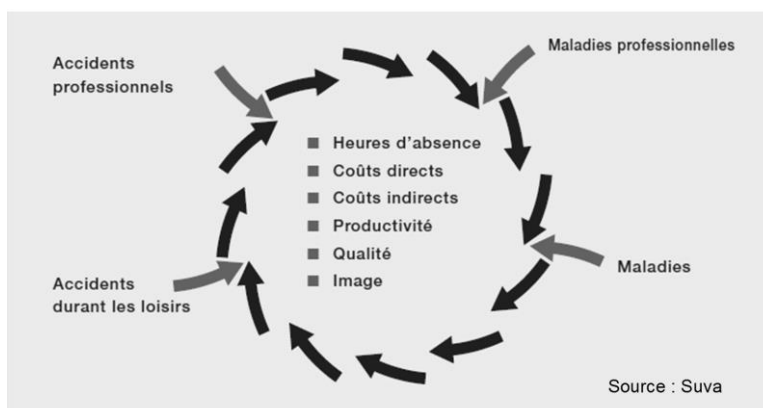 Accidents
professionnels
Maladies professionnelles
Heures d'absence
Coûts directs
Coûts indirects
Productivité
Qualité
Image
Accidents
durant les loisirs
Maladies
Source : Suva